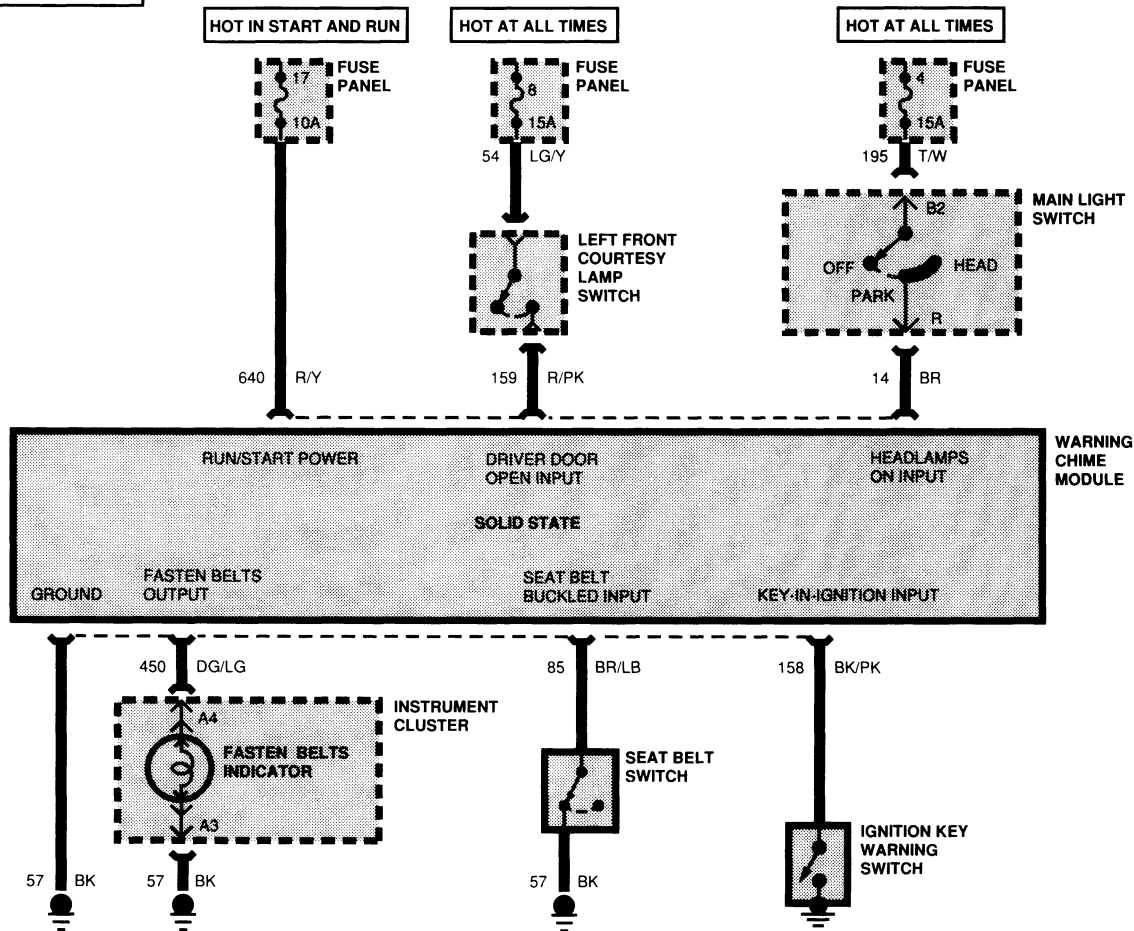 HOT IN START AND RUN
HOT AT ALL TIMES
HOT AT ALL TIMES
17
10A
FUSE
PANEL
8
15A
FUSE
PANEL
4
15A
FUSE
PANEL
54 LG/Y
195 T/W
LEFT FRONT
COURTESY
LAMP
SWITCH
B2
OFF
HEAD
PARK
R
MAIN LIGHT
SWITCH
640 R/Y
159 R/PK
14 BR
RUN/START POWER
DRIVER DOOR
OPEN INPUT
HEADLAMPS
ON INPUT
WARNING
CHIME
MODULE
SOLID STATE
GROUND
FASTEN BELTS
OUTPUT
SEAT BELT
BUCKLED INPUT
KEY-IN-IGNITION INPUT
450 DG/LG
85 BR/LB
158 BK/PK
A4
FASTEN BELTS
INDICATOR
A3
INSTRUMENT
CLUSTER
SEAT BELT
SWITCH
IGNITION KEY
WARNING
SWITCH
57 BK
57 BK
57 BK